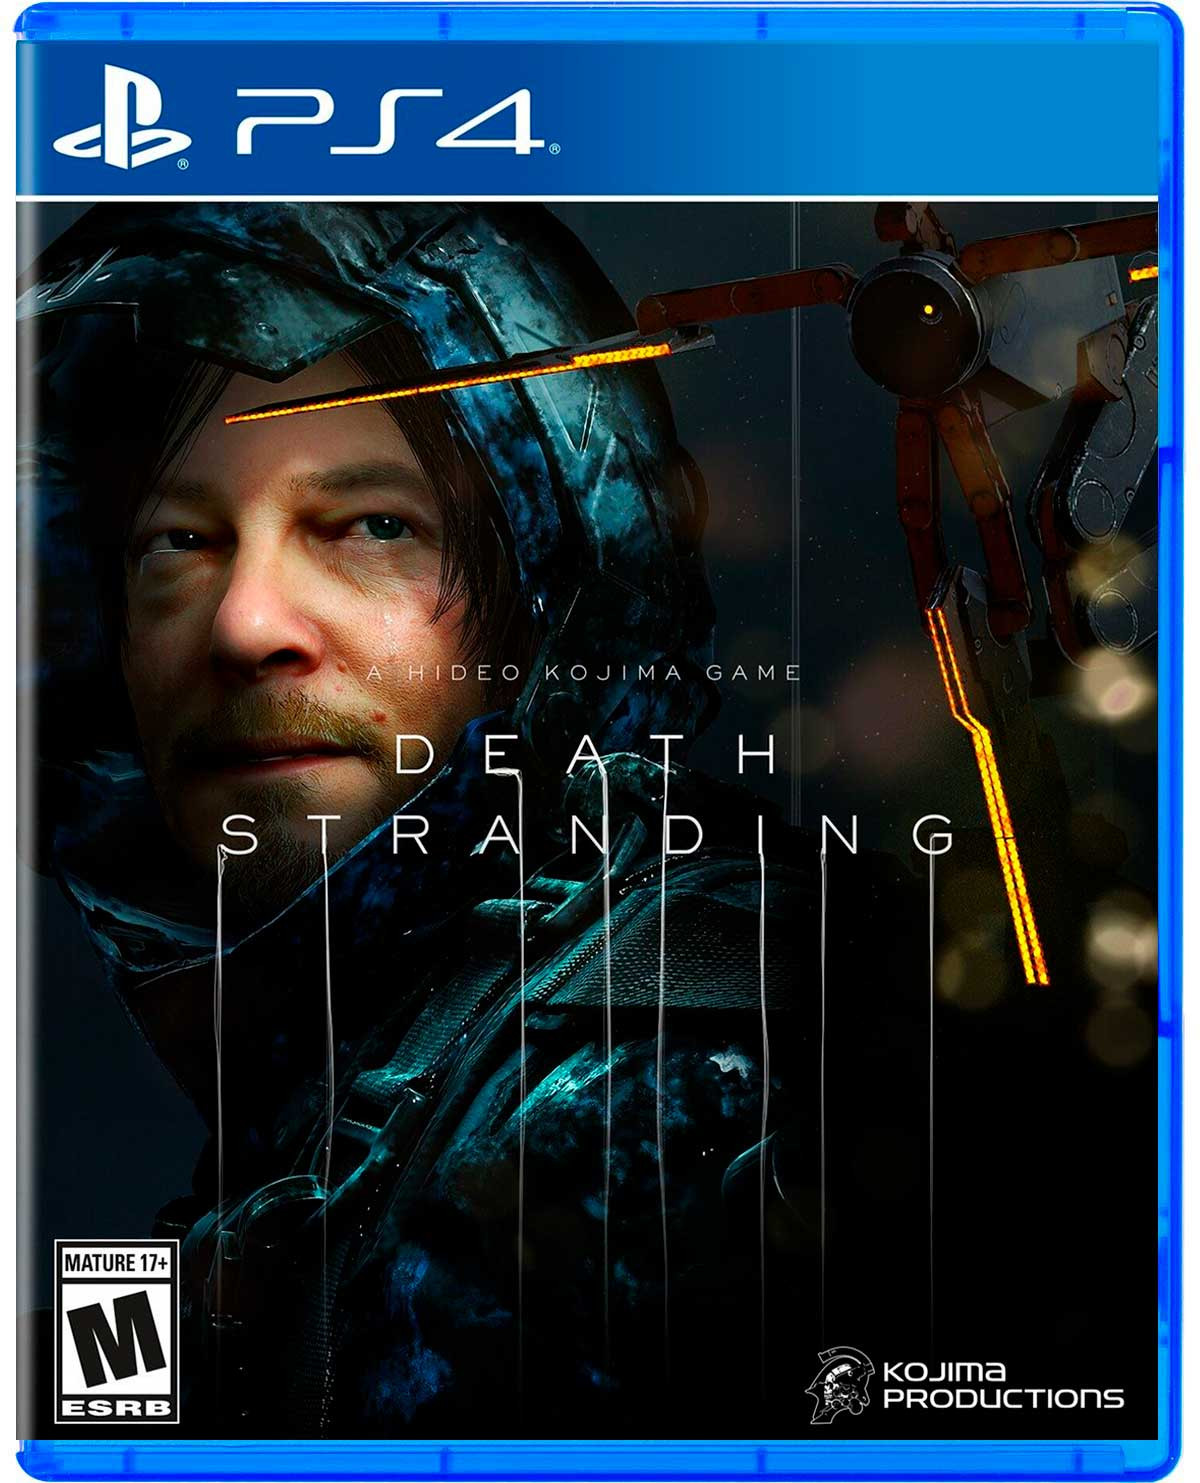 PS4
A HIDEO KOJIMA GAME
DEATH
STRANDING
MATURE 17+
M
ESRB
KOJIMA
PRODUCTIONS